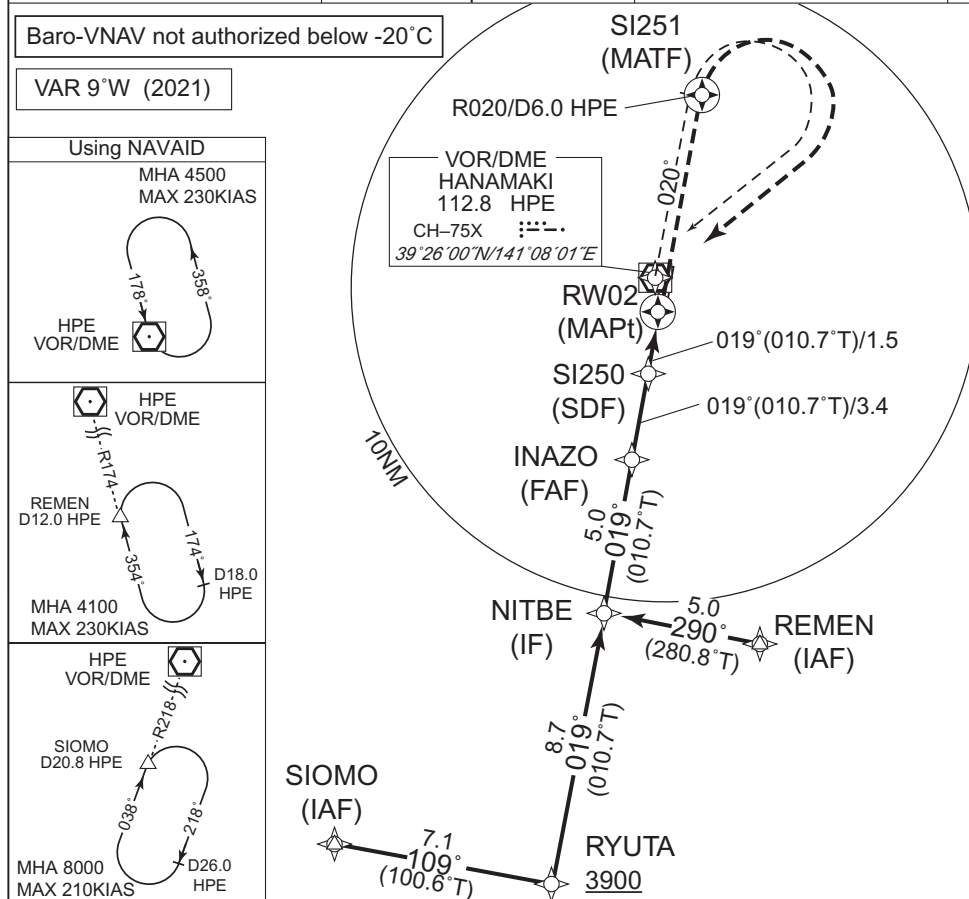 Baro-VNAV not authorized below -20˚C
VAR 9˚W (2021)
Using NAVAID
MHA 4500
MAX 230KIAS
178˚
358˚
HPE
VOR/DME
HPE
VOR/DME
R174
REMEN
D12.0 HPE
354˚
174˚
D18.0
HPE
MHA 4100
MAX 230KIAS
HPE
VOR/DME
R218
SIOMO
D20.8 HPE
038˚
218˚
D26.0
HPE
MHA 8000
MAX 210KIAS
SI251
(MATF)
R020/D6.0 HPE
VOR/DME
HANAMAKI
112.8 HPE
CH–75X
39˚26´00˝N/141˚08´01˝E
020˚
RW02
(MAPt)
019˚(010.7˚T)/1.5
SI250
(SDF)
019˚(010.7˚T)/3.4
10NM
INAZO
(FAF)
5.0
019˚
(010.7˚T)
NITBE
(IF)
5.0
290˚
(280.8˚T)
REMEN
(IAF)
8.7
019˚
(010.7˚T)
SIOMO
(IAF)
7.1
109˚
(100.6˚T)
RYUTA
3900